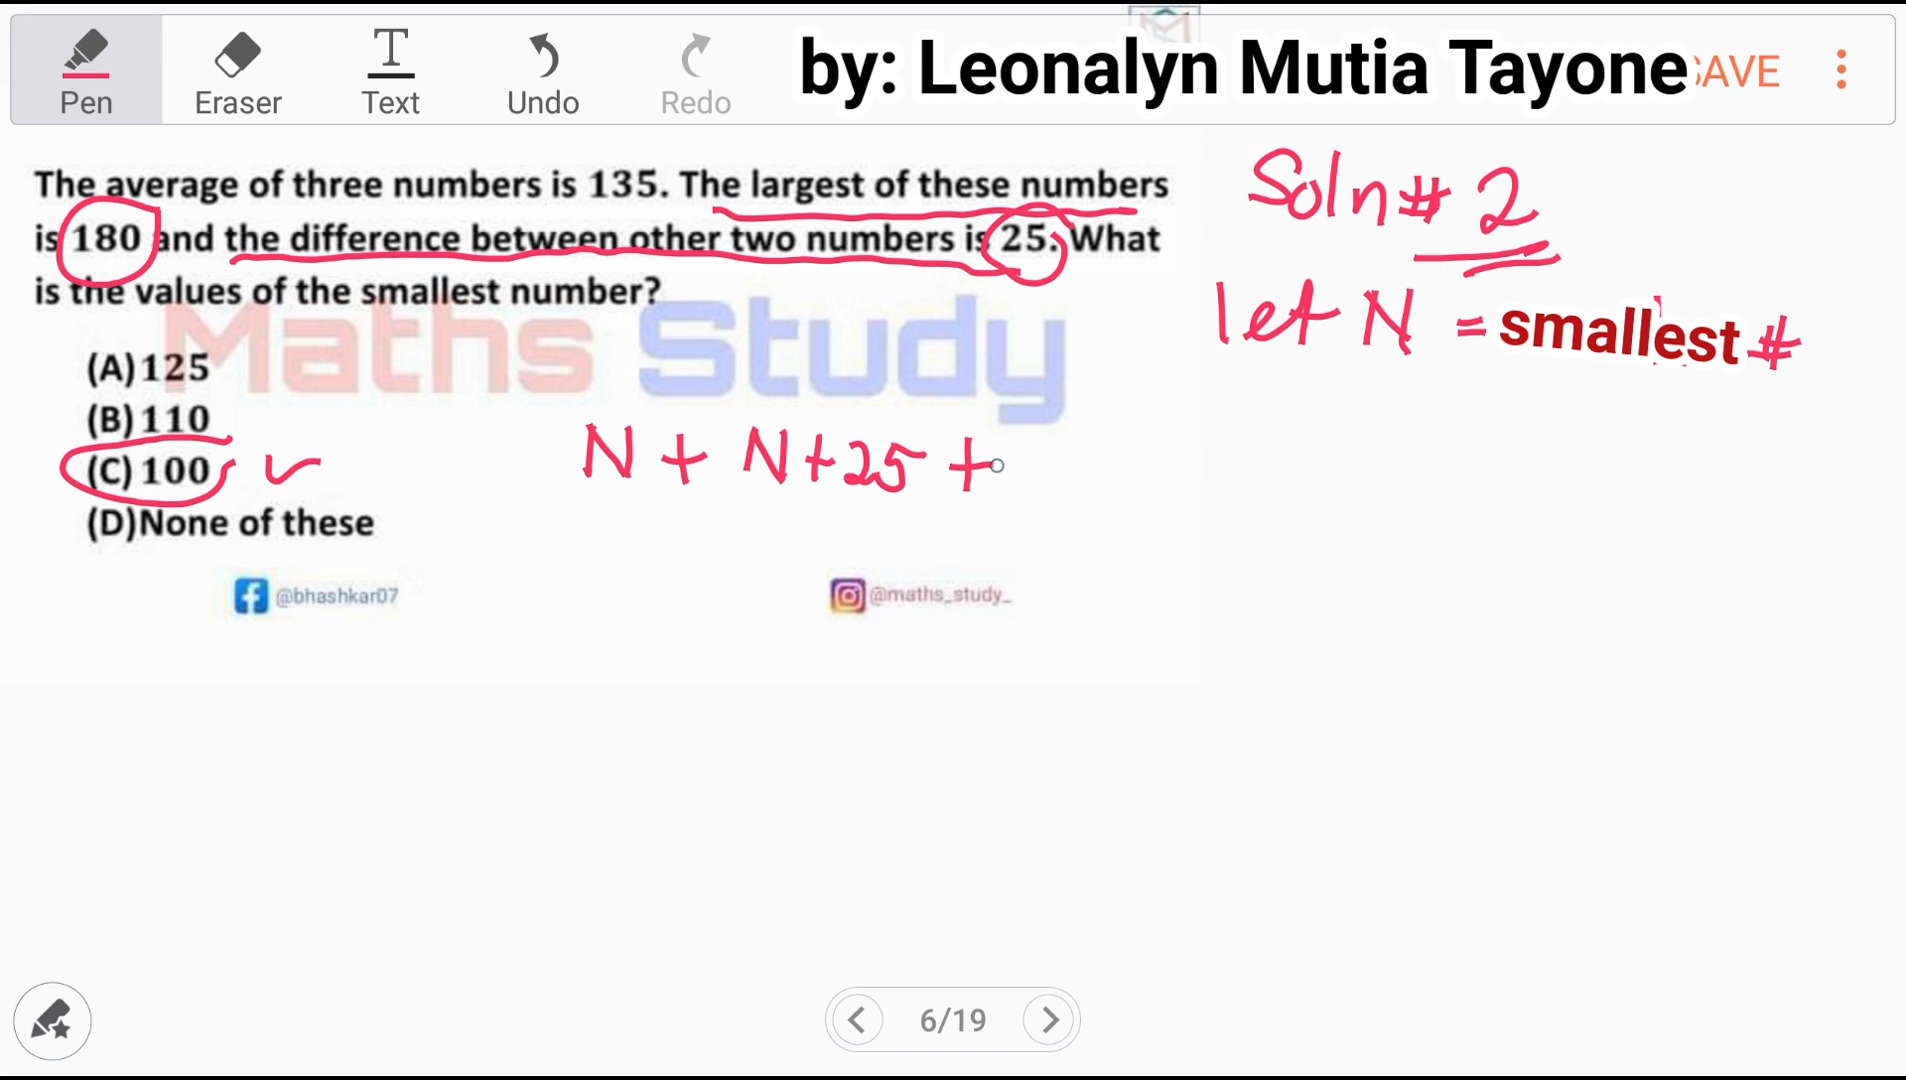 Pen
Eraser
Text
Undo
Redo
by: Leonalyn Mutia Tayone
The average of three numbers is 135. The largest of these numbers
is 180 and the difference between other two numbers is 25. What
is the values of the smallest number?
Maths Study
(A) 125
(B) 110
(C) 100
(D) None of these
N + N + 25 +
@bhashkar07
@maths_study_
Soln # 2
let N = smallest #
6/19